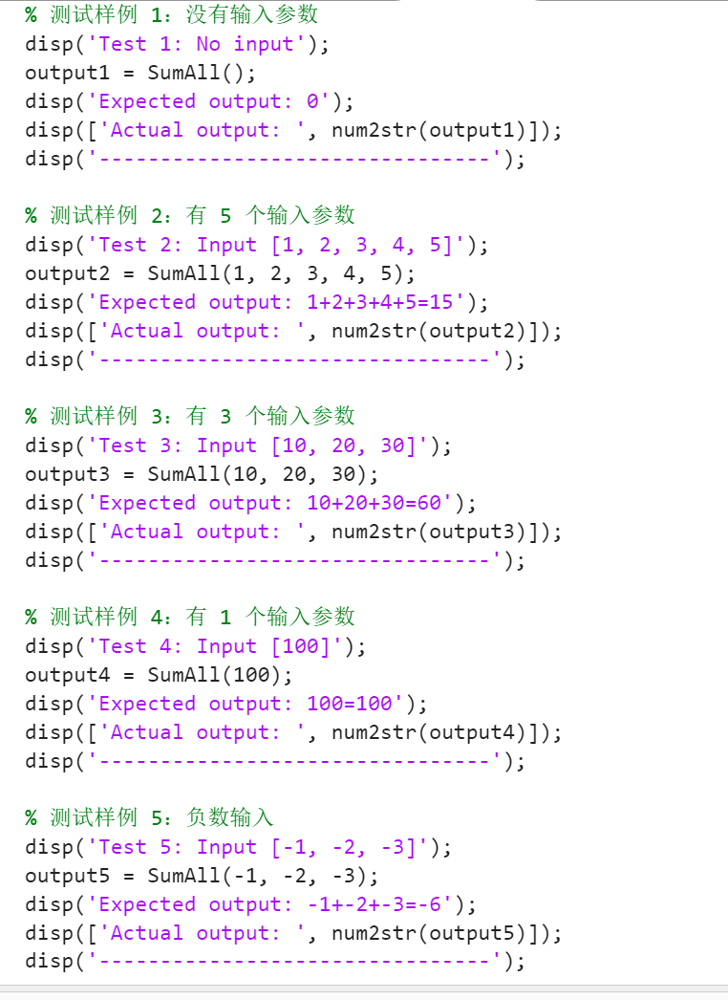 % 测试样例 1：没有输入参数
disp('Test 1: No input');
output1 = SumAll();
disp('Expected output: 0');
disp(['Actual output: ', num2str(output1)]);
disp('--------------------------------');
% 测试样例 2：有 5 个输入参数
disp('Test 2: Input [1, 2, 3, 4, 5]');
output2 = SumAll(1, 2, 3, 4, 5);
disp('Expected output: 1+2+3+4+5=15');
disp(['Actual output: ', num2str(output2)]);
disp('--------------------------------');
% 测试样例 3：有 3 个输入参数
disp('Test 3: Input [10, 20, 30]');
output3 = SumAll(10, 20, 30);
disp('Expected output: 10+20+30=60');
disp(['Actual output: ', num2str(output3)]);
disp('--------------------------------');
% 测试样例 4：有 1 个输入参数
disp('Test 4: Input [100]');
output4 = SumAll(100);
disp('Expected output: 100=100');
disp(['Actual output: ', num2str(output4)]);
disp('--------------------------------');
% 测试样例 5：负数输入
disp('Test 5: Input [-1, -2, -3]');
output5 = SumAll(-1, -2, -3);
disp('Expected output: -1+-2+-3=-6');
disp(['Actual output: ', num2str(output5)]);
disp('--------------------------------');